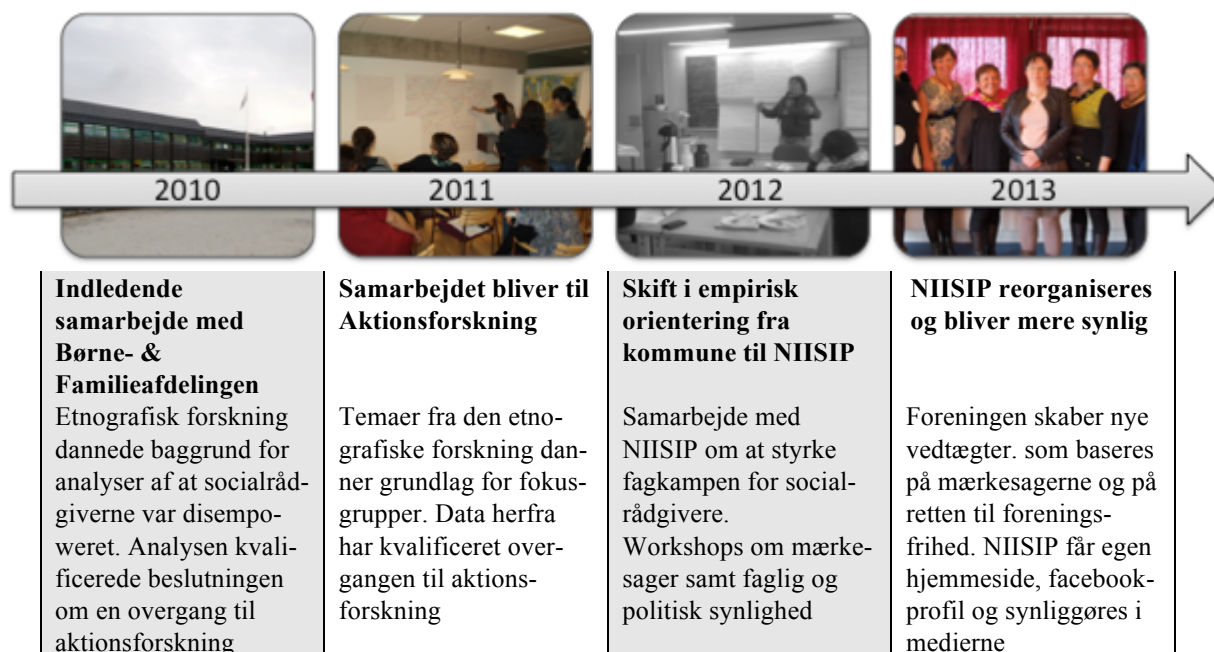 2010
2011
2012
2013
Indledende
samarbejde med
Børne- &
Familieafdelingen
Etnografisk forskning
dannede baggrund for
analyser af at socialråd-
giverne var disempo-
weret. Analysen kvali-
ficerede beslutningen
om en overgang til
aktionsforskning
Samarbejdet bliver til
Aktionsforskning
Temaer fra den etno-
grafiske forskning dan-
ner grundlag for fokus-
grupper. Data herfra
har kvalificeret over-
gangen til aktions-
forskning
Skift i empirisk
orientering fra
kommune til NIISIP
Samarbejde med
NIISIP om at styrke
fagkampen for social-
rådgivere.
Workshops om mærke-
sager samt faglig og
politisk synlighed
NIISIP reorganiseres
og bliver mere synlig
Foreningen skaber nye
vedtægter. som baseres
på mærkesagerne og på
retten til forenings-
frihed. NIISIP får egen
hjemmeside, facebook-
profil og synliggøres i
medierne